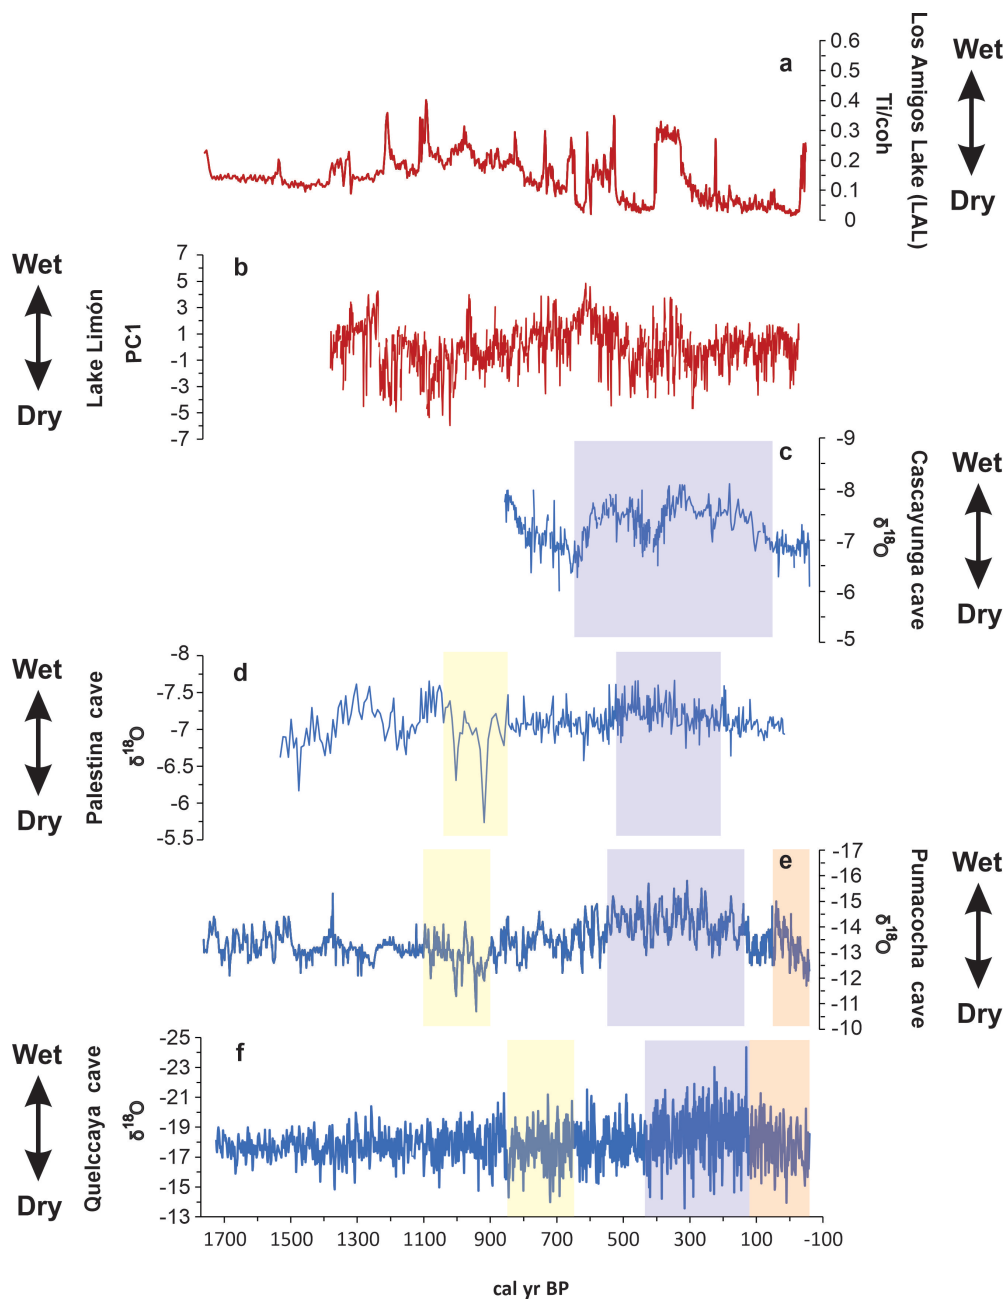 a
0.6
0.5
0.4
0.3
0.2
0.1
0
Ti/coh
Los Amigos Lake (LAL)
Wet
Dry
Wet
Dry
Lake Limón
PC1
7
5
3
1
-1
-3
-5
-7
b
c
-9
-8
-7
-6
-5
δ18O
Cascayunga cave
Wet
Dry
Wet
Dry
Palestina cave
δ18O
-8
-7.5
-7
-6.5
-6
-5.5
d
e
-17
-16
-15
-14
-13
-12
-11
-10
δ18O
Pumacocha cave
Wet
Dry
Wet
Dry
Quelccaya cave
δ18O
-25
-23
-21
-19
-17
-15
-13
f
1700 1500 1300 1100 900 700 500 300 100 -100
cal yr BP